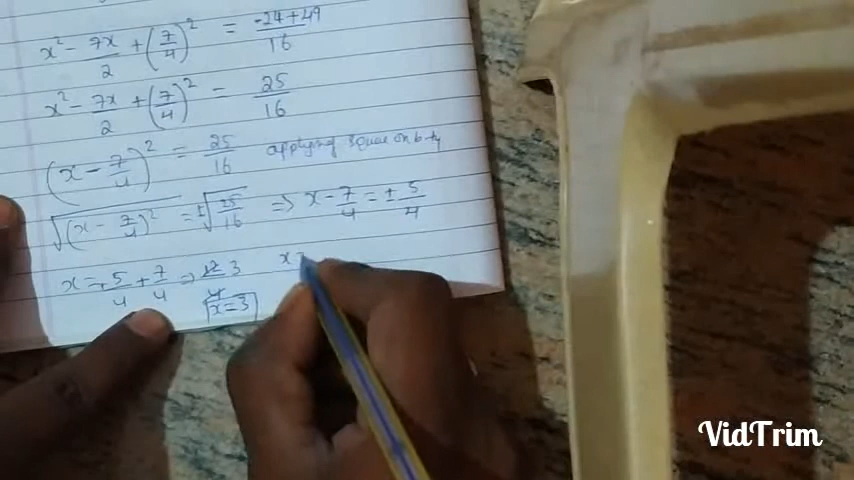 x² - 7x/2 + (7/4)² = -24+49/16
x² - 7x/2 + (7/4)² = 25/16
(x - 7/4)² = 25/16 applying square on b.
√(x - 7/4)² = ±√25/16 => x - 7/4 = ± 5/4
x = +5/4 + 7/4 => 12/4 3 x =
x = 3
VidTrim